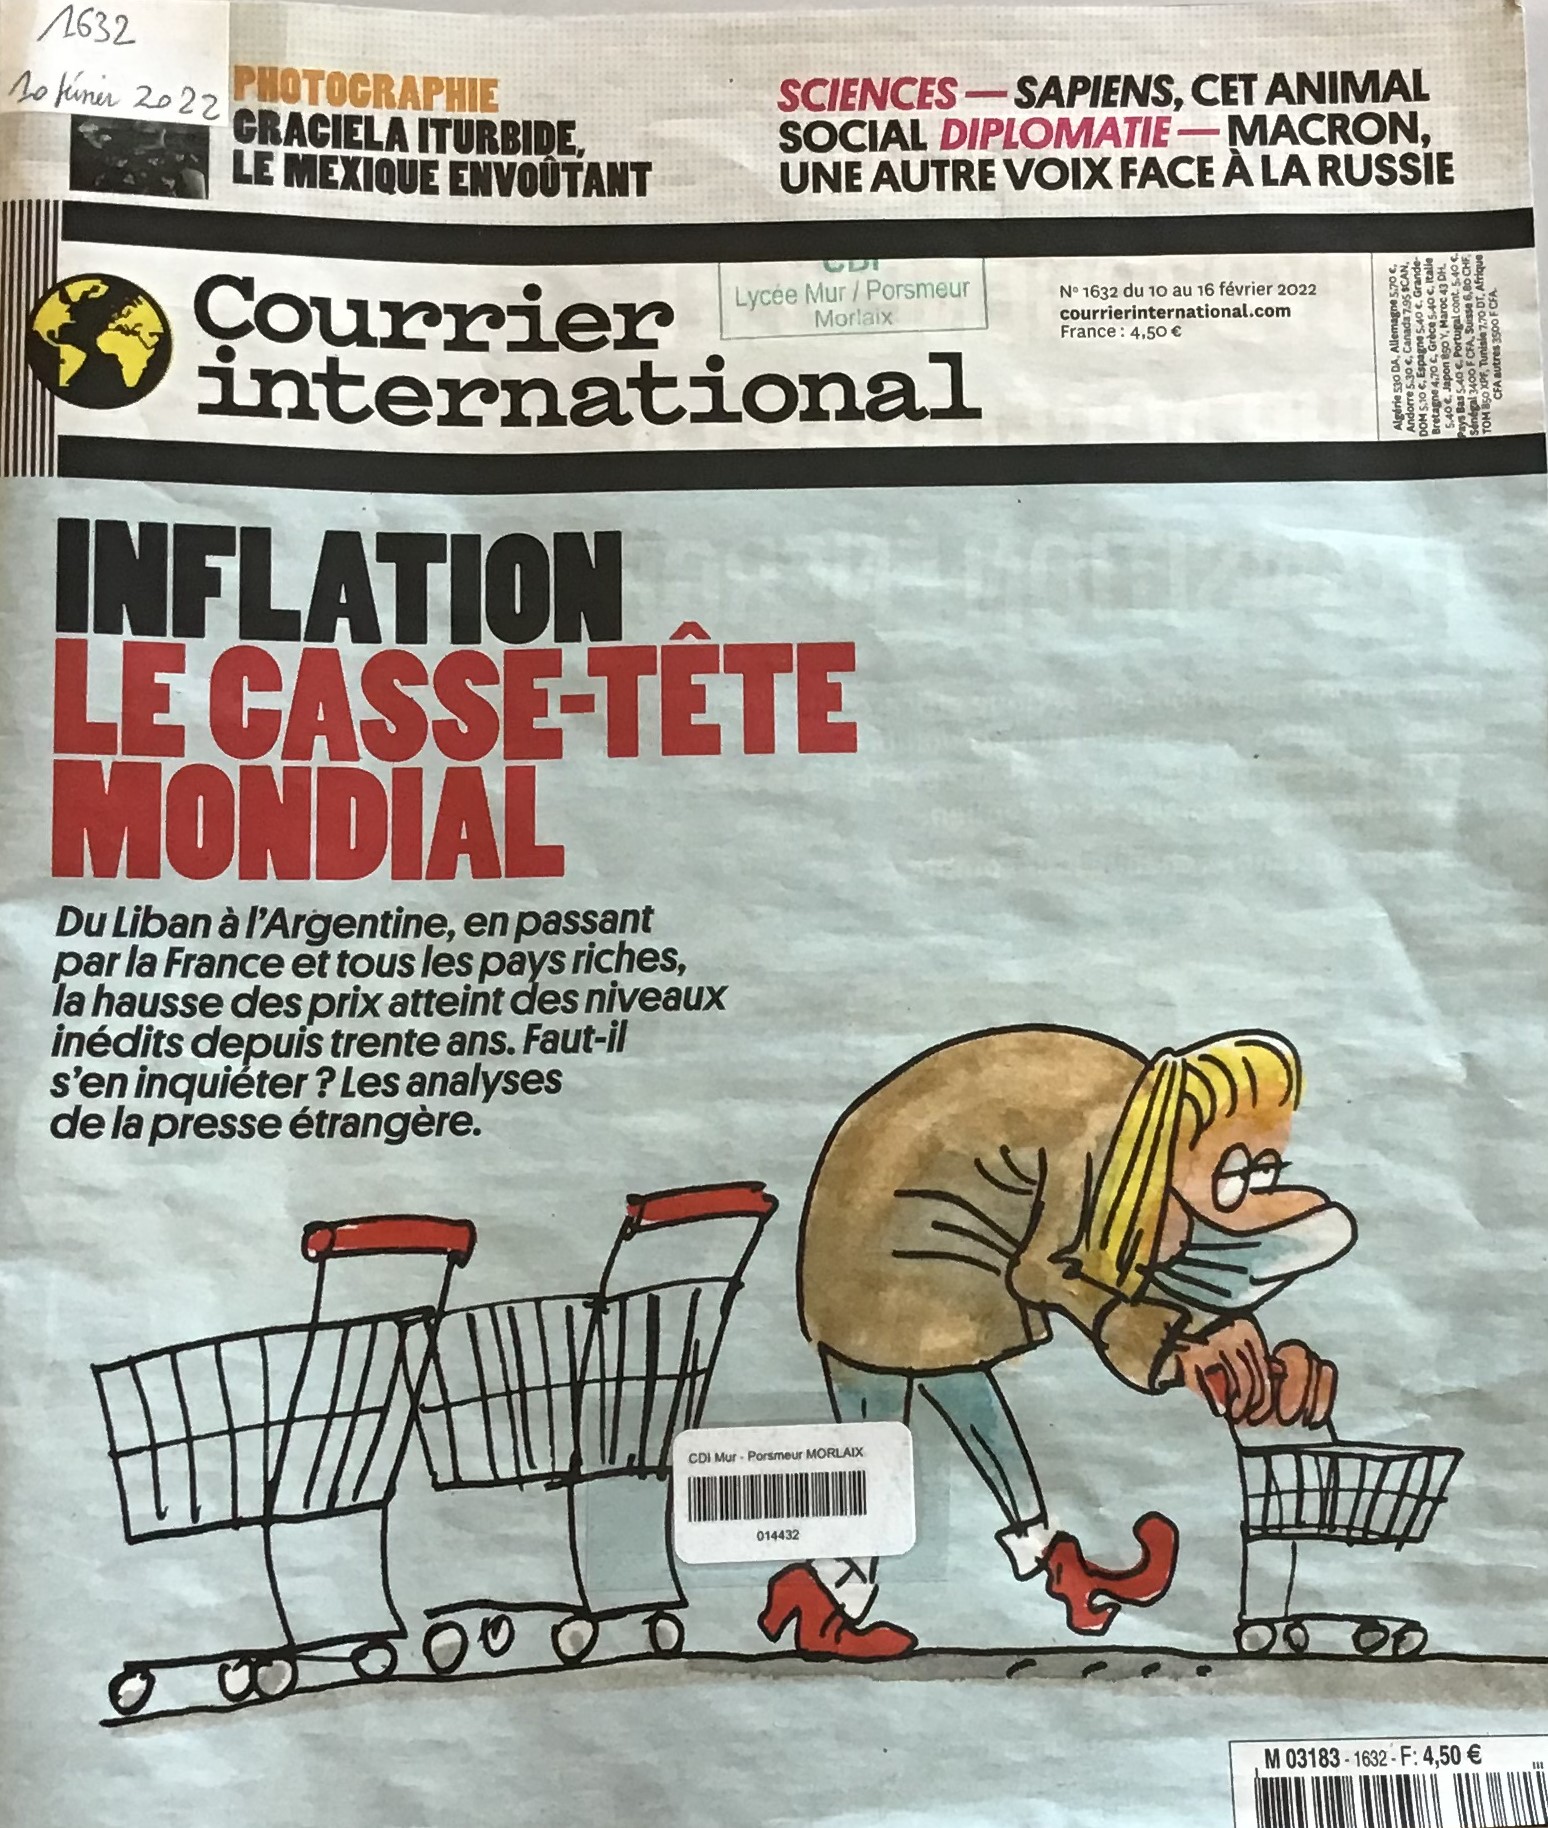 1632
10 février 2022
PHOTOGRAPHIE
GRACIELA ITURBIDE,
LE MEXIQUE ENVOÛTANT
SCIENCES — SAPIENS, CET ANIMAL
SOCIAL DIPLOMATIE — MACRON,
UNE AUTRE VOIX FACE À LA RUSSIE
Courrier
international
CDI
Lycée Mur / Porsmeur
Morlaix
N° 1632 du 10 au 16 février 2022
courrierinternational.com
France : 4,50 €
Algérie 530 DA, Allemagne 5,70 €,
Andorre 5,30 €, Canada 7,95 $CAN,
DOM 5,10 €, Espagne 5,40 €, Grande-
Bretagne 4,70 £, Grèce 5,40 €, Italie
5,40 €, Japon 850 Y, Maroc 43 DH,
Pays Bas 5,40 €, Portugal cont. 5,40 €,
Sénégal 3400 F CFA, Suisse 6,80 CHF,
TOM 850 XPF, Tunisie 7,70 DT, Afrique
CFA autres 3500 F CFA.
INFLATION
LE CASSE-TÊTE
MONDIAL
Du Liban à l'Argentine, en passant
par la France et tous les pays riches,
la hausse des prix atteint des niveaux
inédits depuis trente ans. Faut-il
s'en inquiéter ? Les analyses
de la presse étrangère.
CDI Mur - Porsmeur MORLAIX
014432
M 03183 - 1632 - F: 4,50 €